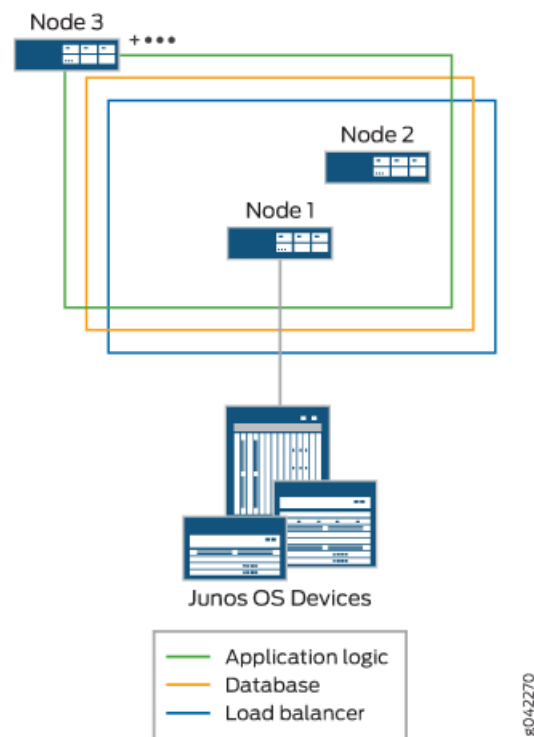 Node 3
+•••
Node 2
Node 1
Junos OS Devices
Application logic
Database
Load balancer
g042270